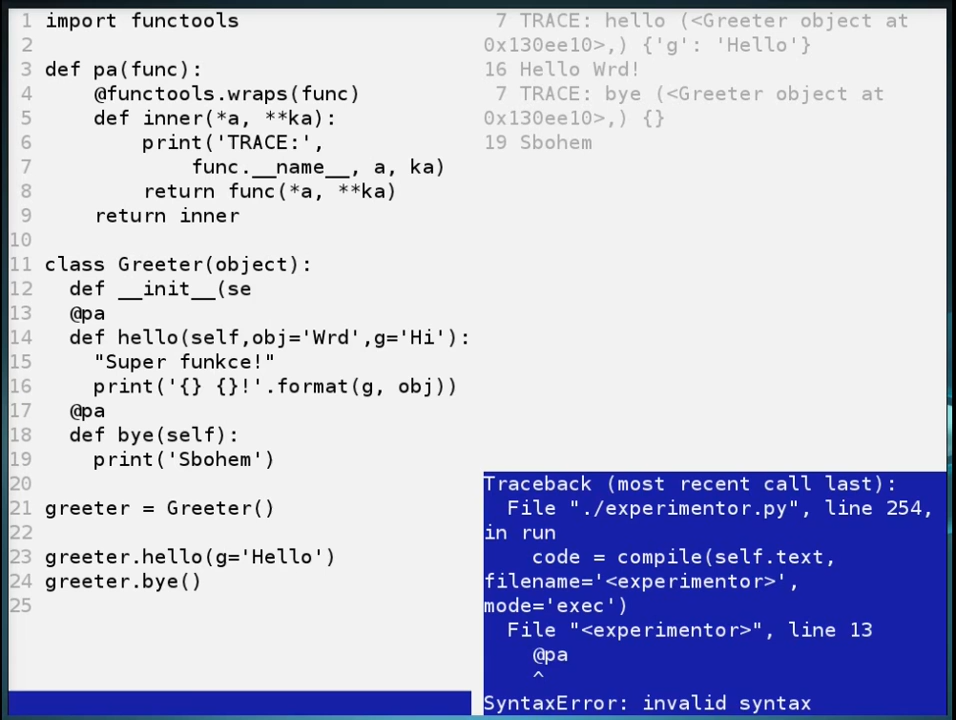 1 import functools
2
3 def pa(func):
4     @functools.wraps(func)
5     def inner(*a, **ka):
6         print('TRACE:',
7             func.__name__, a, ka)
8         return func(*a, **ka)
9     return inner
10
11 class Greeter(object):
12   def __init__(se
13   @pa
14   def hello(self,obj='Wrd',g='Hi'):
15     "Super funkce!"
16     print('{} {}!'.format(g, obj))
17   @pa
18   def bye(self):
19     print('Sbohem')
20
21 greeter = Greeter()
22
23 greeter.hello(g='Hello')
24 greeter.bye()
25
7 TRACE: hello (<Greeter object at
0x130ee10>,) {'g': 'Hello'}
16 Hello Wrd!
7 TRACE: bye (<Greeter object at
0x130ee10>,) {}
19 Sbohem
Traceback (most recent call last):
  File "./experimentor.py", line 254,
in run
    code = compile(self.text,
filename='<experimentor>',
mode='exec')
  File "<experimentor>", line 13
    @pa
    ^
SyntaxError: invalid syntax